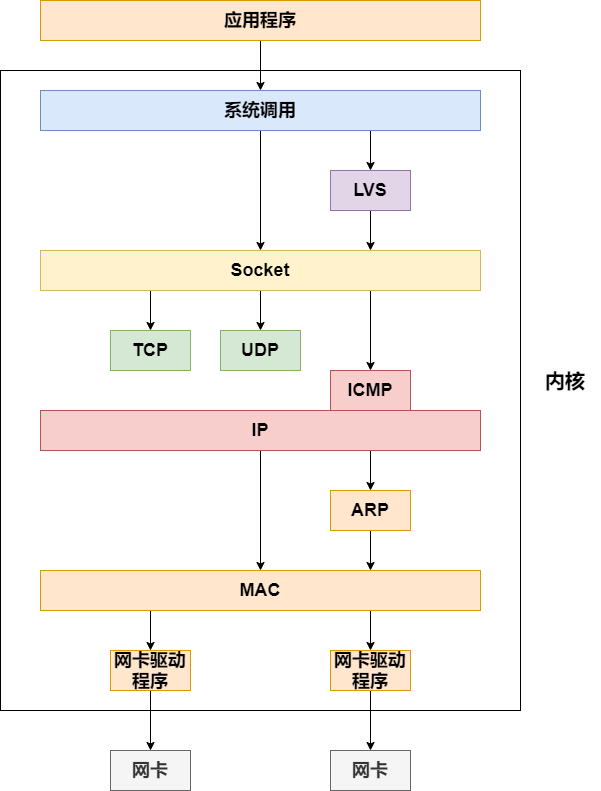 应用程序
系统调用
LVS
Socket
TCP
UDP
ICMP
IP
内核
ARP
MAC
网卡驱动
程序
网卡驱动
程序
网卡
网卡